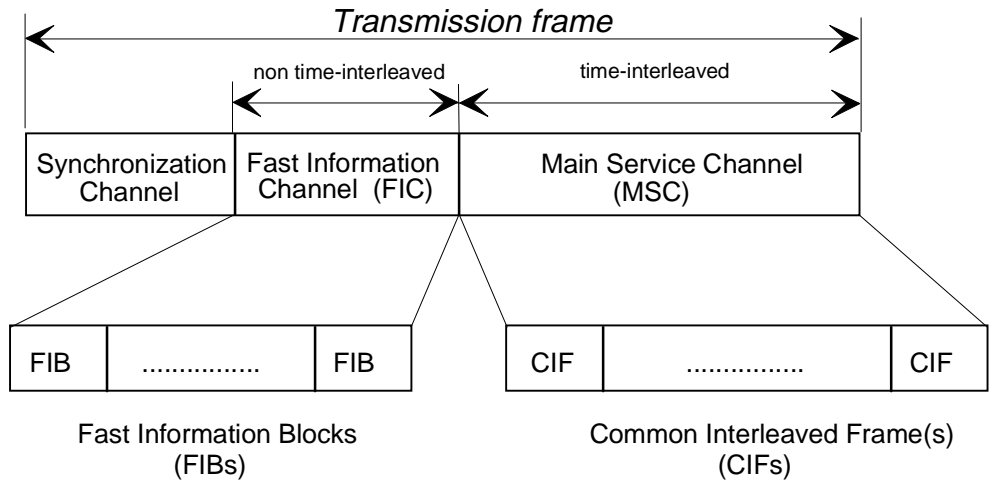 Transmission frame
non time-interleaved
time-interleaved
Synchronization
Channel
Fast Information
Channel (FIC)
Main Service Channel
(MSC)
FIB
................
FIB
CIF
................
CIF
Fast Information Blocks
(FIBs)
Common Interleaved Frame(s)
(CIFs)